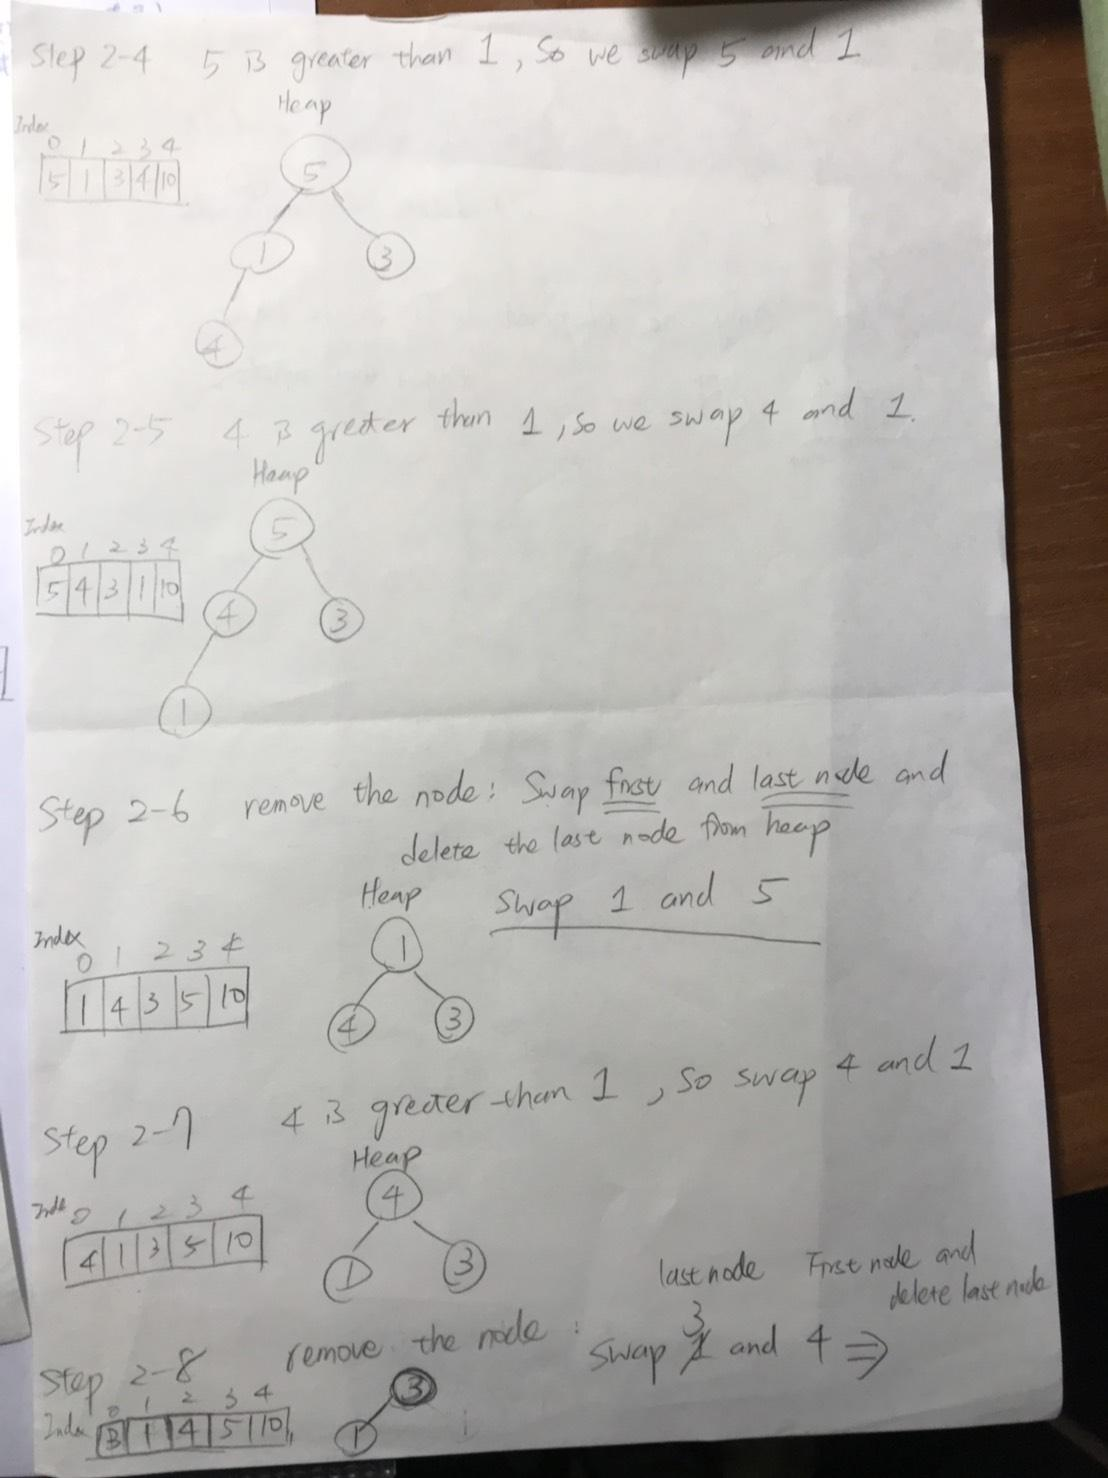 Step 2-4 5 is greater than 1, So we swap 5 and 1
Heap
Index
0 1 2 3 4
5 1 3 4 10
5
1 3
4
Step 2-5 4 is greater than 1, so we swap 4 and 1.
Heap
Index
0 1 2 3 4
5 4 3 1 10
5
4 3
1
Step 2-6 remove the node: Swap first and last node and
delete the last node from heap
Swap 1 and 5
Heap
Index
0 1 2 3 4
1 4 3 5 10
1
4 3
Step 2-7 4 is greater than 1, So swap 4 and 1
Heap
Index
0 1 2 3 4
4 1 3 5 10
4
1 3
last node First node and
delete last node
Step 2-8 remove the node: Swap 3 and 4 ⇒
Index
0 1 2 3 4
3 1 4 5 10
3
1